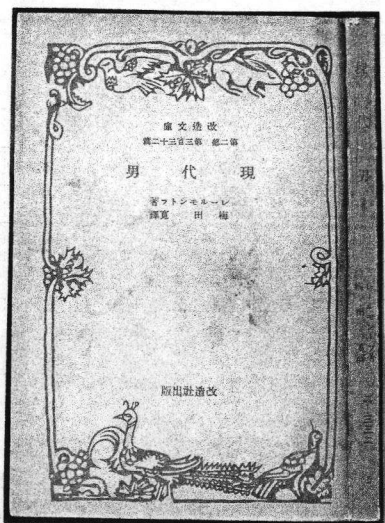 改造文庫
第二部 第三百三十二篇
現代男
レールモントフ著
梅田寛譯
改造社出版